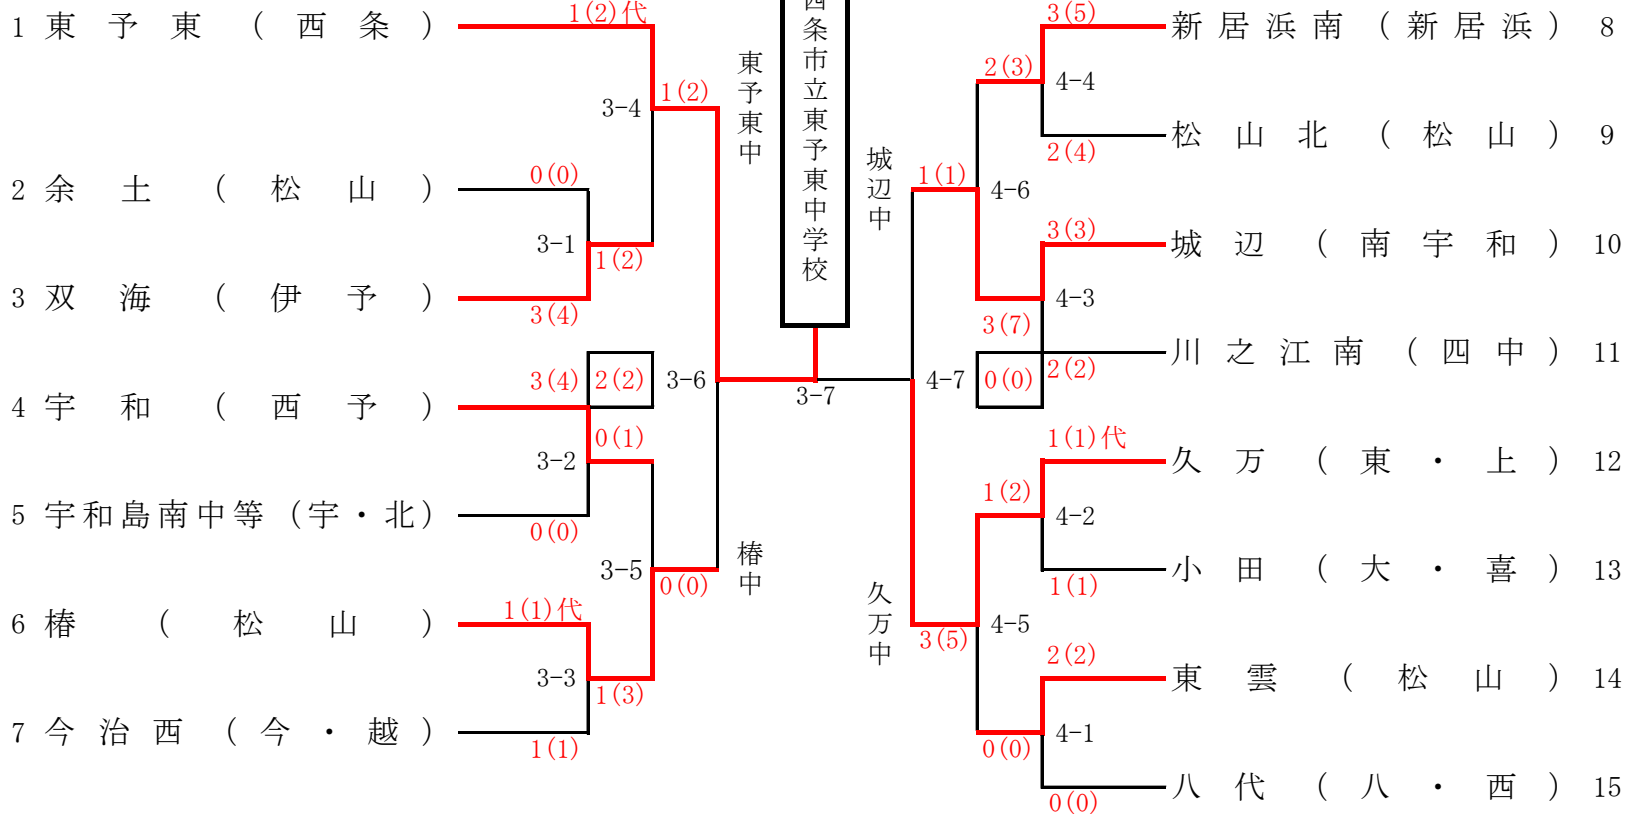 1 東予東(西条)
1(2)代
2 余土(松山)
0(0)
3 双海(伊予)
3(4)
4 宇和(西予)
3(4)
5 宇和島南中等(宇・北)
0(0)
6 椿(松山)
1(1)代
7 今治西(今・越)
1(1)
3-1
1(2)
3-4
1(2)
2(2)
3-2
0(1)
3-3
1(3)
3-5
0(0)
3-6
東予東中
椿中
西条市立東予東中学校
3-7
城辺中
久万中
4-7
1(1)
3(5)
4-6
4-5
2(3)
3(7)
0(0)
1(2)
0(0)
4-4
4-3
4-2
4-1
3(5)
新居浜南(新居浜) 8
2(4)
松山北(松山) 9
3(3)
城辺(南宇和) 10
2(2)
川之江南(四中) 11
1(1)代
久万(東・上) 12
1(1)
小田(大・喜) 13
2(2)
東雲(松山) 14
0(0)
八代(八・西) 15